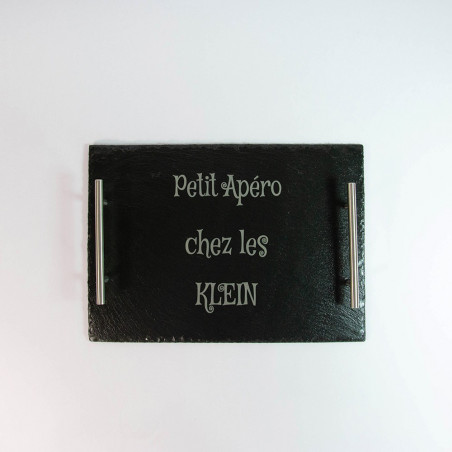 Petit Apéro
chez les
KLEIN